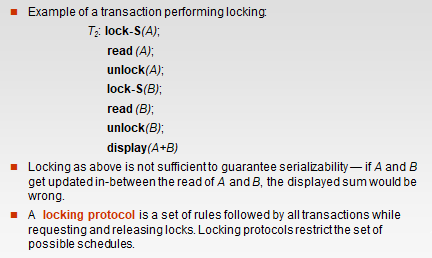 Example of a transaction performing locking:
T2: lock-S(A);
read (A);
unlock(A);
lock-S(B);
read (B);
unlock(B);
display(A+B)
Locking as above is not sufficient to guarantee serializability — if A and B
get updated in-between the read of A and B, the displayed sum would be
wrong.
A locking protocol is a set of rules followed by all transactions while
requesting and releasing locks. Locking protocols restrict the set of
possible schedules.